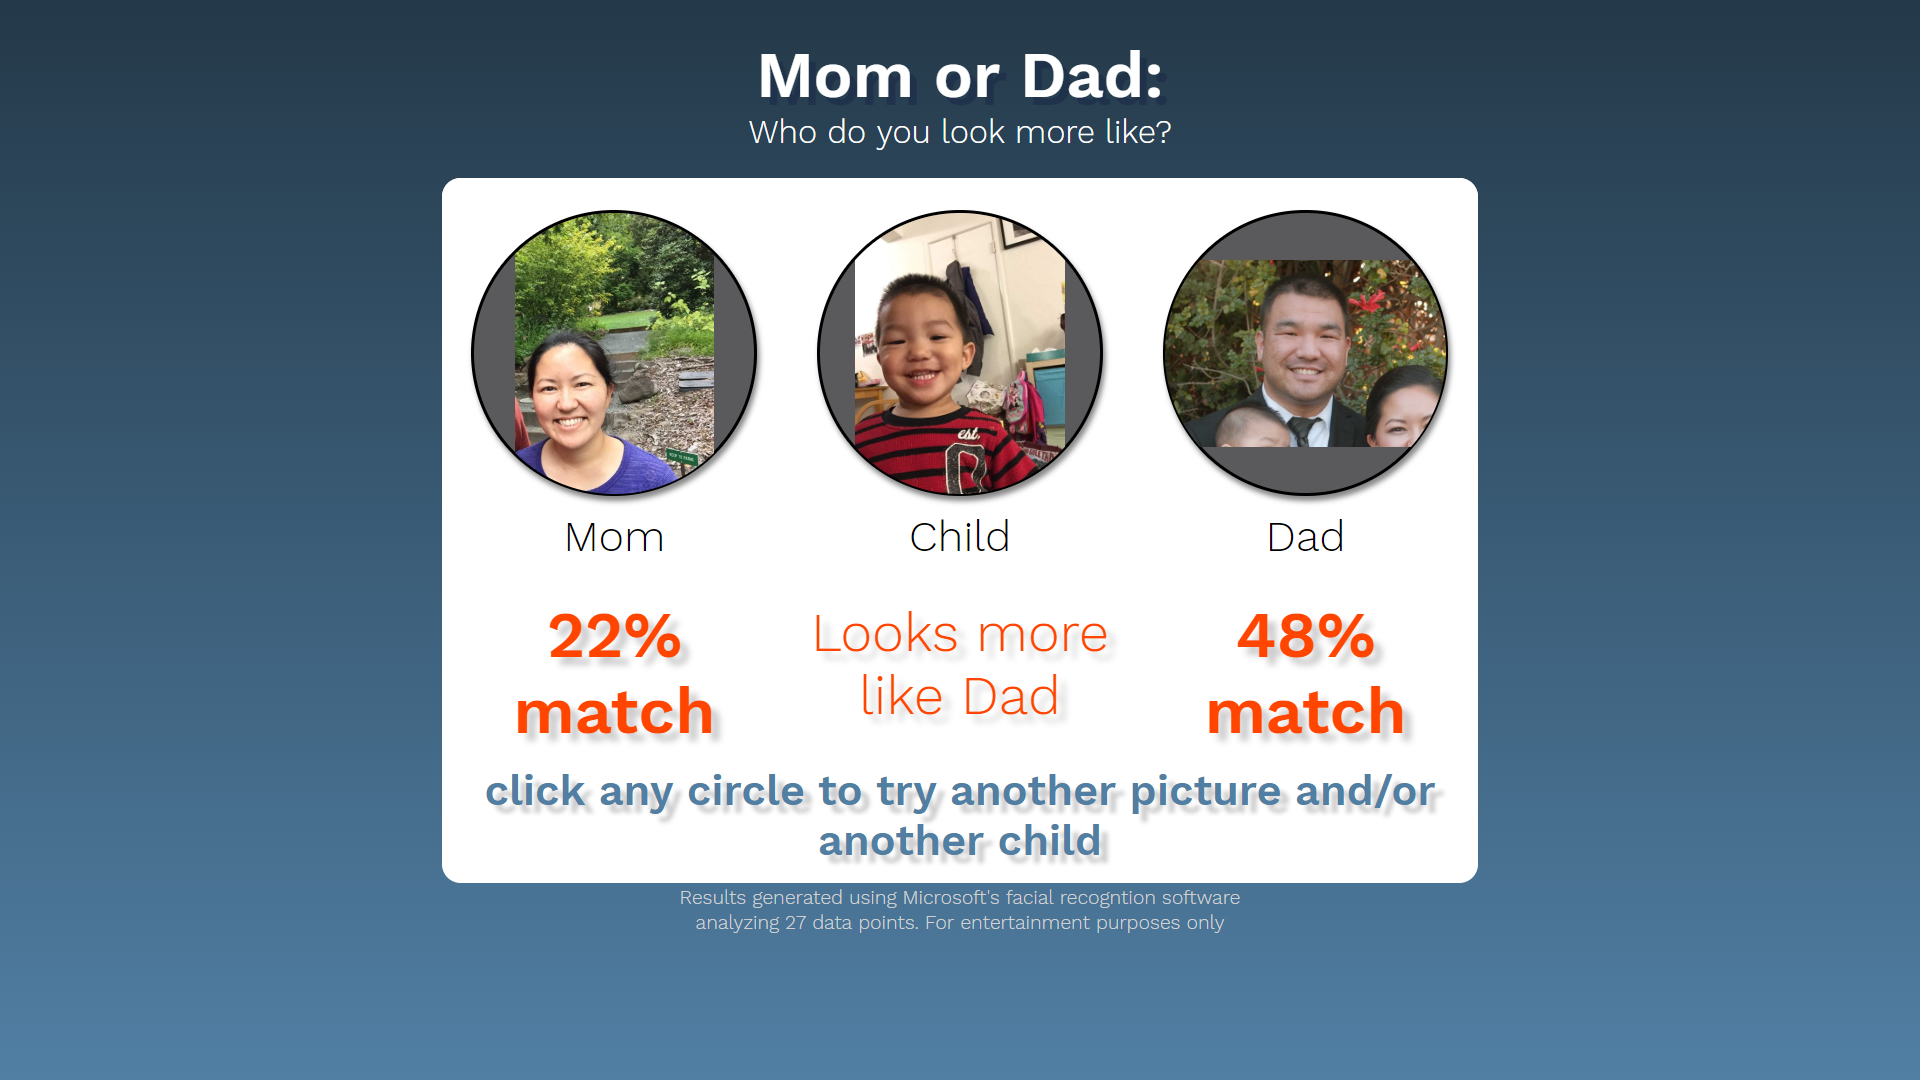 Mom or Dad:
Who do you look more like?
est.
Mom
Child
Dad
22%
match
Looks more
like Dad
48%
match
click any circle to try another picture and/or
another child
Results generated using Microsoft's facial recogntion software
analyzing 27 data points. For entertainment purposes only